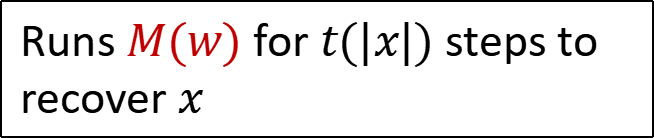 Runs M(w) for t(|x|) steps to
recover x